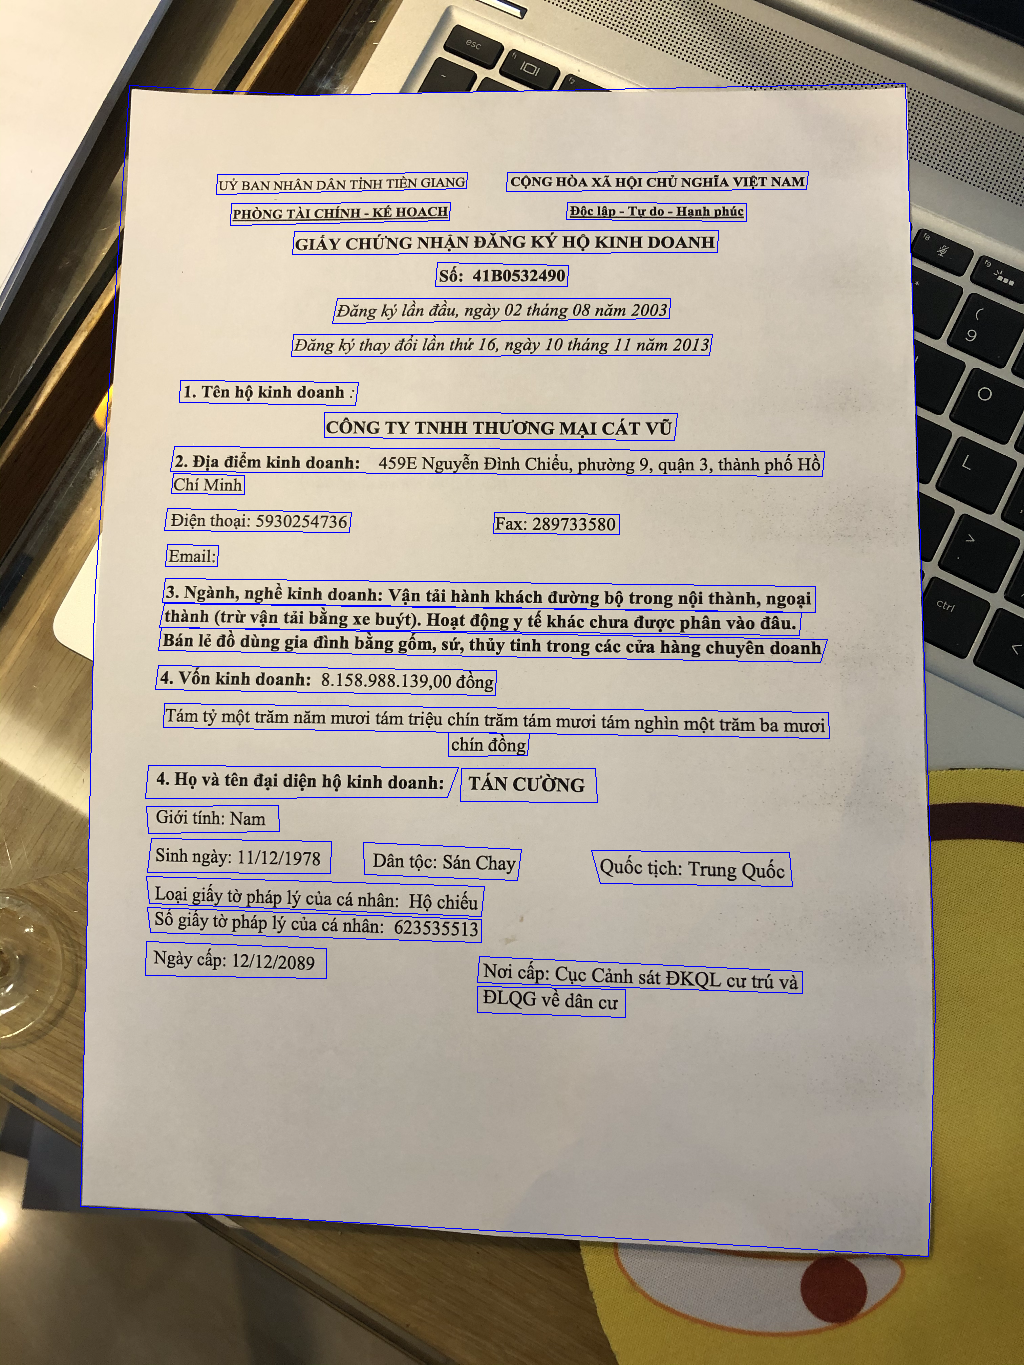 esc
UỶ BAN NHÂN DÂN TỈNH TIỀN GIANG
CỘNG HÒA XÃ HỘI CHỦ NGHĨA VIỆT NAM
PHÒNG TÀI CHÍNH - KẾ HOẠCH
Độc lập - Tự do - Hạnh phúc
GIẤY CHỨNG NHẬN ĐĂNG KÝ HỘ KINH DOANH
Số: 41B0532490
Đăng ký lần đầu, ngày 02 tháng 08 năm 2003
Đăng ký thay đổi lần thứ 16, ngày 10 tháng 11 năm 2013
1. Tên hộ kinh doanh :
CÔNG TY TNHH THƯƠNG MẠI CÁT VŨ
2. Địa điểm kinh doanh: 459E Nguyễn Đình Chiểu, phường 9, quận 3, thành phố Hồ
Chí Minh
Điện thoại: 5930254736
Fax: 289733580
Email:
3. Ngành, nghề kinh doanh: Vận tải hành khách đường bộ trong nội thành, ngoại
thành (trừ vận tải bằng xe buýt). Hoạt động y tế khác chưa được phân vào đâu.
Bán lẻ đồ dùng gia đình bằng gốm, sứ, thủy tinh trong các cửa hàng chuyên doanh
4. Vốn kinh doanh: 8.158.988.139,00 đồng
Tám tỷ một trăm năm mươi tám triệu chín trăm tám mươi tám nghìn một trăm ba mươi
chín đồng
4. Họ và tên đại diện hộ kinh doanh: TÁN CƯỜNG
Giới tính: Nam
Sinh ngày: 11/12/1978
Dân tộc: Sán Chay
Quốc tịch: Trung Quốc
Loại giấy tờ pháp lý của cá nhân: Hộ chiếu
Số giấy tờ pháp lý của cá nhân: 623535513
Ngày cấp: 12/12/2089
Nơi cấp: Cục Cảnh sát ĐKQL cư trú và
ĐLQG về dân cư
f8
f9
(
9
O
L
>
<
ctrl